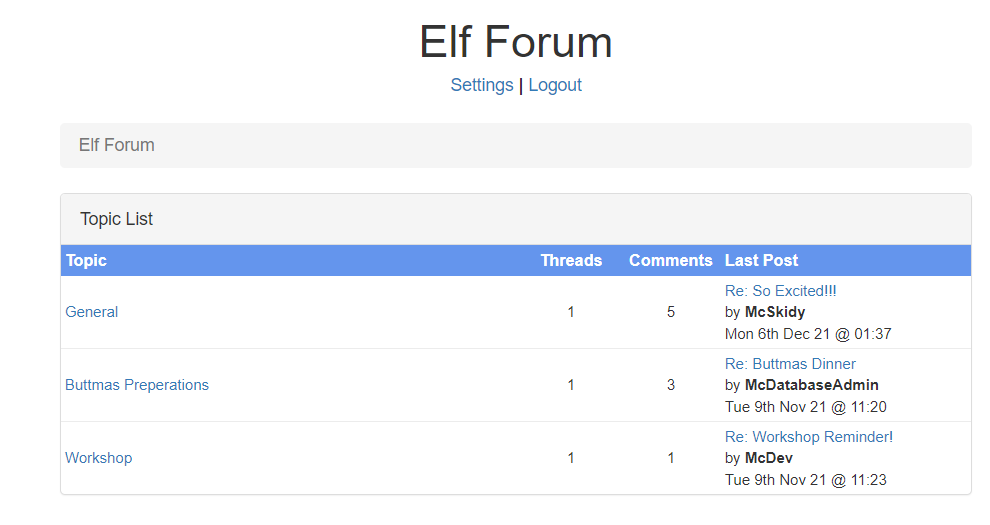 Elf Forum
Settings | Logout
Elf Forum
Topic List
Topic Threads Comments Last Post
General 1 5 Re: So Excited!!!
by McSkidy
Mon 6th Dec 21 @ 01:37
Buttmas Preperations 1 3 Re: Buttmas Dinner
by McDatabaseAdmin
Tue 9th Nov 21 @ 11:20
Workshop 1 1 Re: Workshop Reminder!
by McDev
Tue 9th Nov 21 @ 11:23